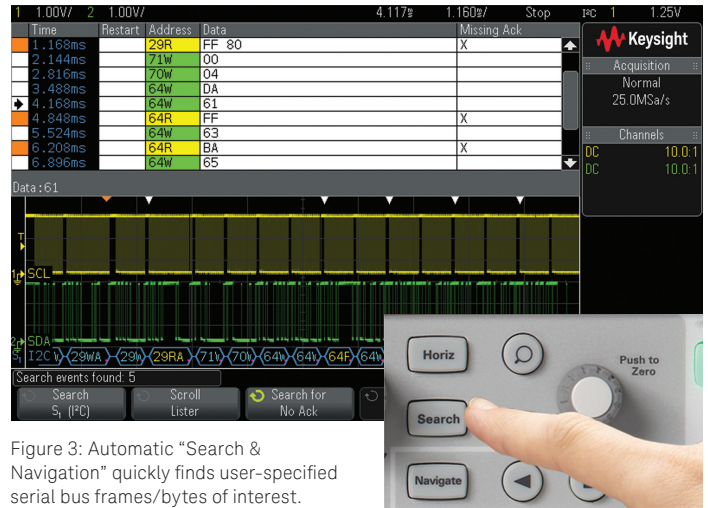 1 1.00V/ 2 1.00V/ 4.117s 1.160s/ Stop I²C 1 1.25V
Time Restart Address Data Missing Ack
1.168ms 29R FF 80 X
2.144ms 71W 00
2.816ms 70W 04
3.488ms 64W DA
4.168ms 64W 61
4.848ms 64R FF X
5.524ms 64W 63
6.208ms 64R BA X
6.896ms 64W 65
Keysight
Acquisition
Normal
25.0MSa/s
Channels
DC 10.0:1
DC 10.0:1
Data:61
T
1 SCL
2 SDA
S₁ I2C 29WA 29W 29RA 71W 70W 64W 64W 64R 64W
Search events found: 5
Search
S₁ (I²C)
Scroll
Lister
Search for
No Ack
Horiz
Push to
Zero
Search
Navigate
Figure 3: Automatic “Search &
Navigation” quickly finds user-specified
serial bus frames/bytes of interest.